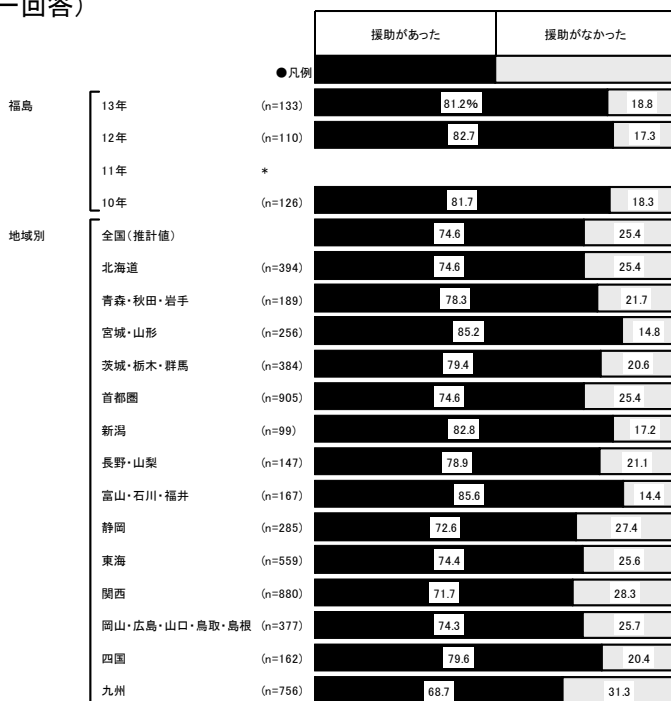 一回答）
援助があった 援助がなかった
●凡例
福島 13年 (n=133) 81.2% 18.8
12年 (n=110) 82.7 17.3
11年 *
10年 (n=126) 81.7 18.3
地域別 全国(推計値) 74.6 25.4
北海道 (n=394) 74.6 25.4
青森・秋田・岩手 (n=189) 78.3 21.7
宮城・山形 (n=256) 85.2 14.8
茨城・栃木・群馬 (n=384) 79.4 20.6
首都圏 (n=905) 74.6 25.4
新潟 (n=99) 82.8 17.2
長野・山梨 (n=147) 78.9 21.1
富山・石川・福井 (n=167) 85.6 14.4
静岡 (n=285) 72.6 27.4
東海 (n=559) 74.4 25.6
関西 (n=880) 71.7 28.3
岡山・広島・山口・鳥取・島根 (n=377) 74.3 25.7
四国 (n=162) 79.6 20.4
九州 (n=756) 68.7 31.3